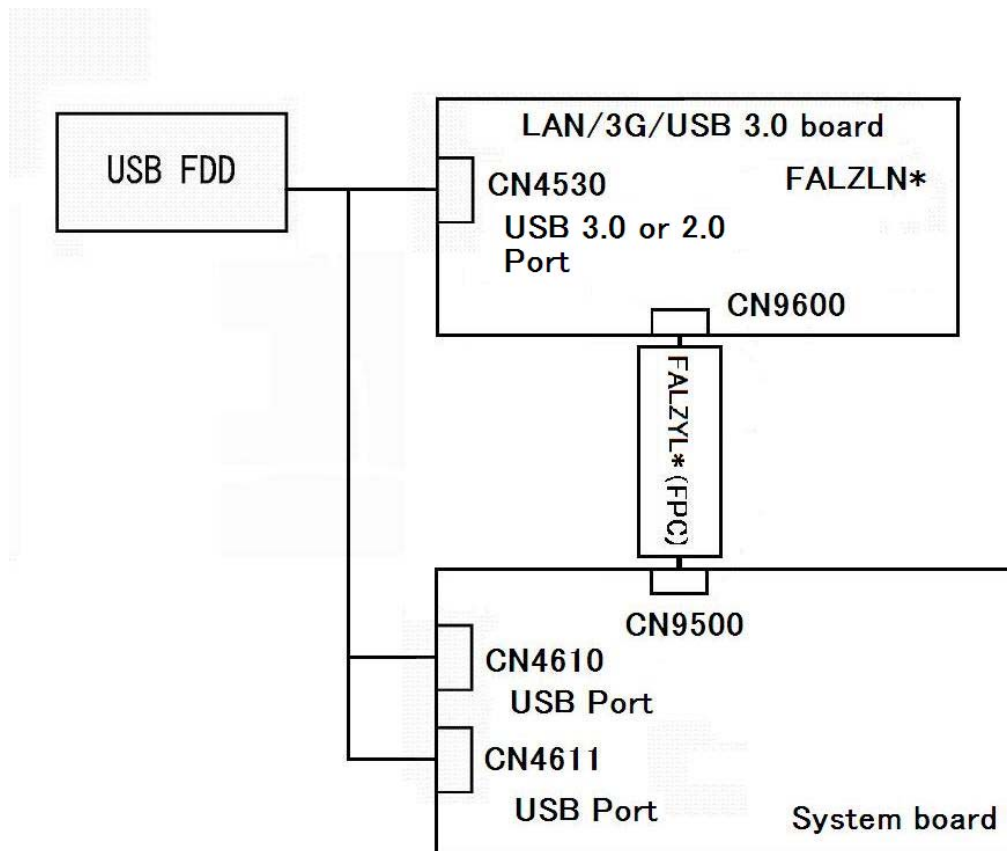 USB FDD
LAN/3G/USB 3.0 board
FALZLN*
CN4530
USB 3.0 or 2.0
Port
CN9600
FALZYL*(FPC)
CN9500
CN4610
USB Port
CN4611
USB Port
System board